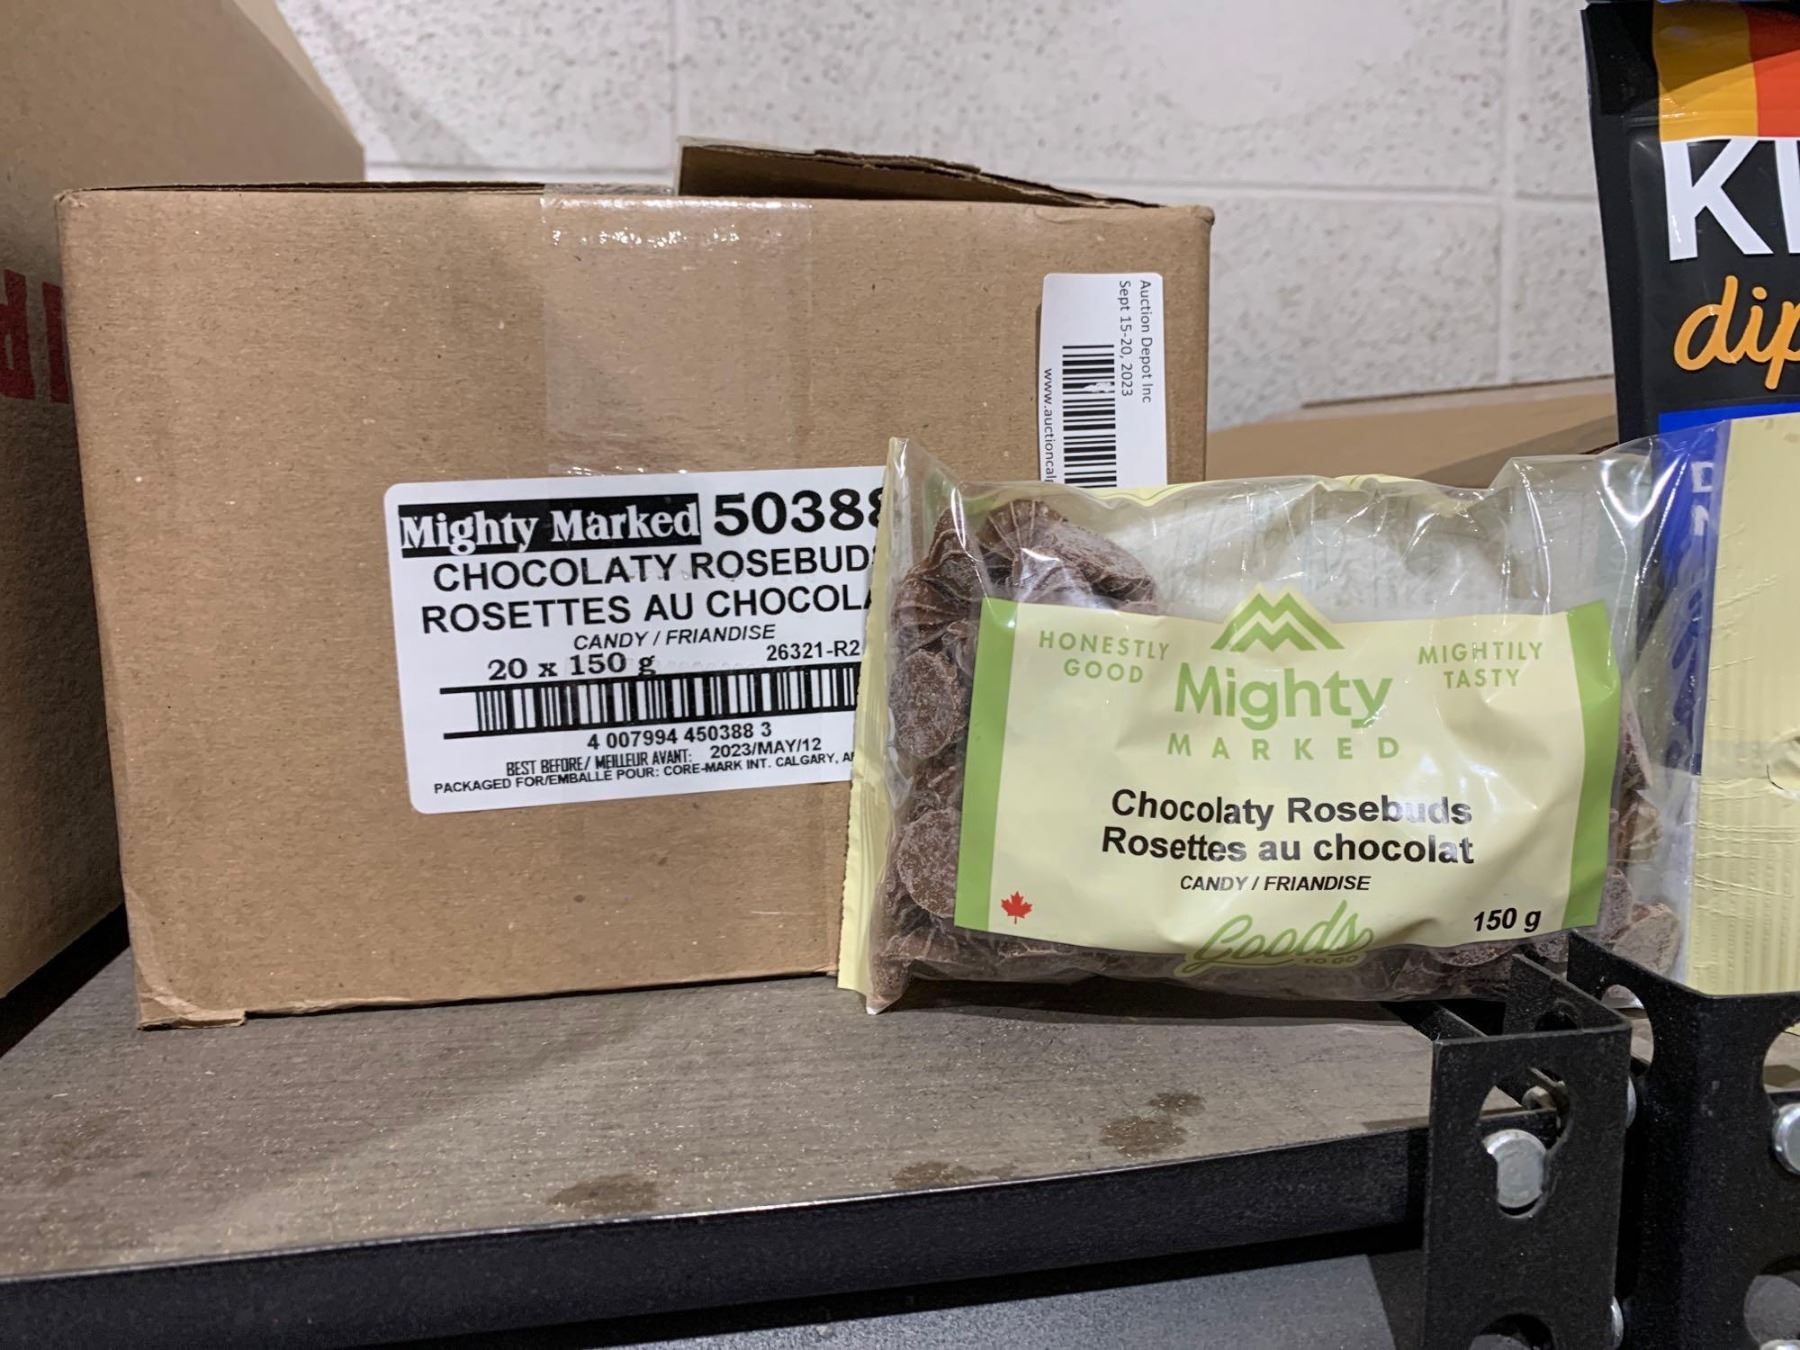 Mighty Marked 50388
CHOCOLATY ROSEBUDS
ROSETTES AU CHOCOLA
CANDY / FRIANDISE
20 x 150 g
26321-R2
4 007994 450388 3
BEST BEFORE/ MEILLEUR AVANT: 2023/MAY/12
PACKAGED FOR/EMBALLÉ POUR: CORE-MARK INT. CALGARY, A
Auction Depot Inc
Sept 15-20, 2023
www.auctioncal
HONESTLY
GOOD
MIGHTILY
TASTY
Mighty
MARKED
Chocolaty Rosebuds
Rosettes au chocolat
CANDY / FRIANDISE
150 g
Goods
TO GO
KI
dip